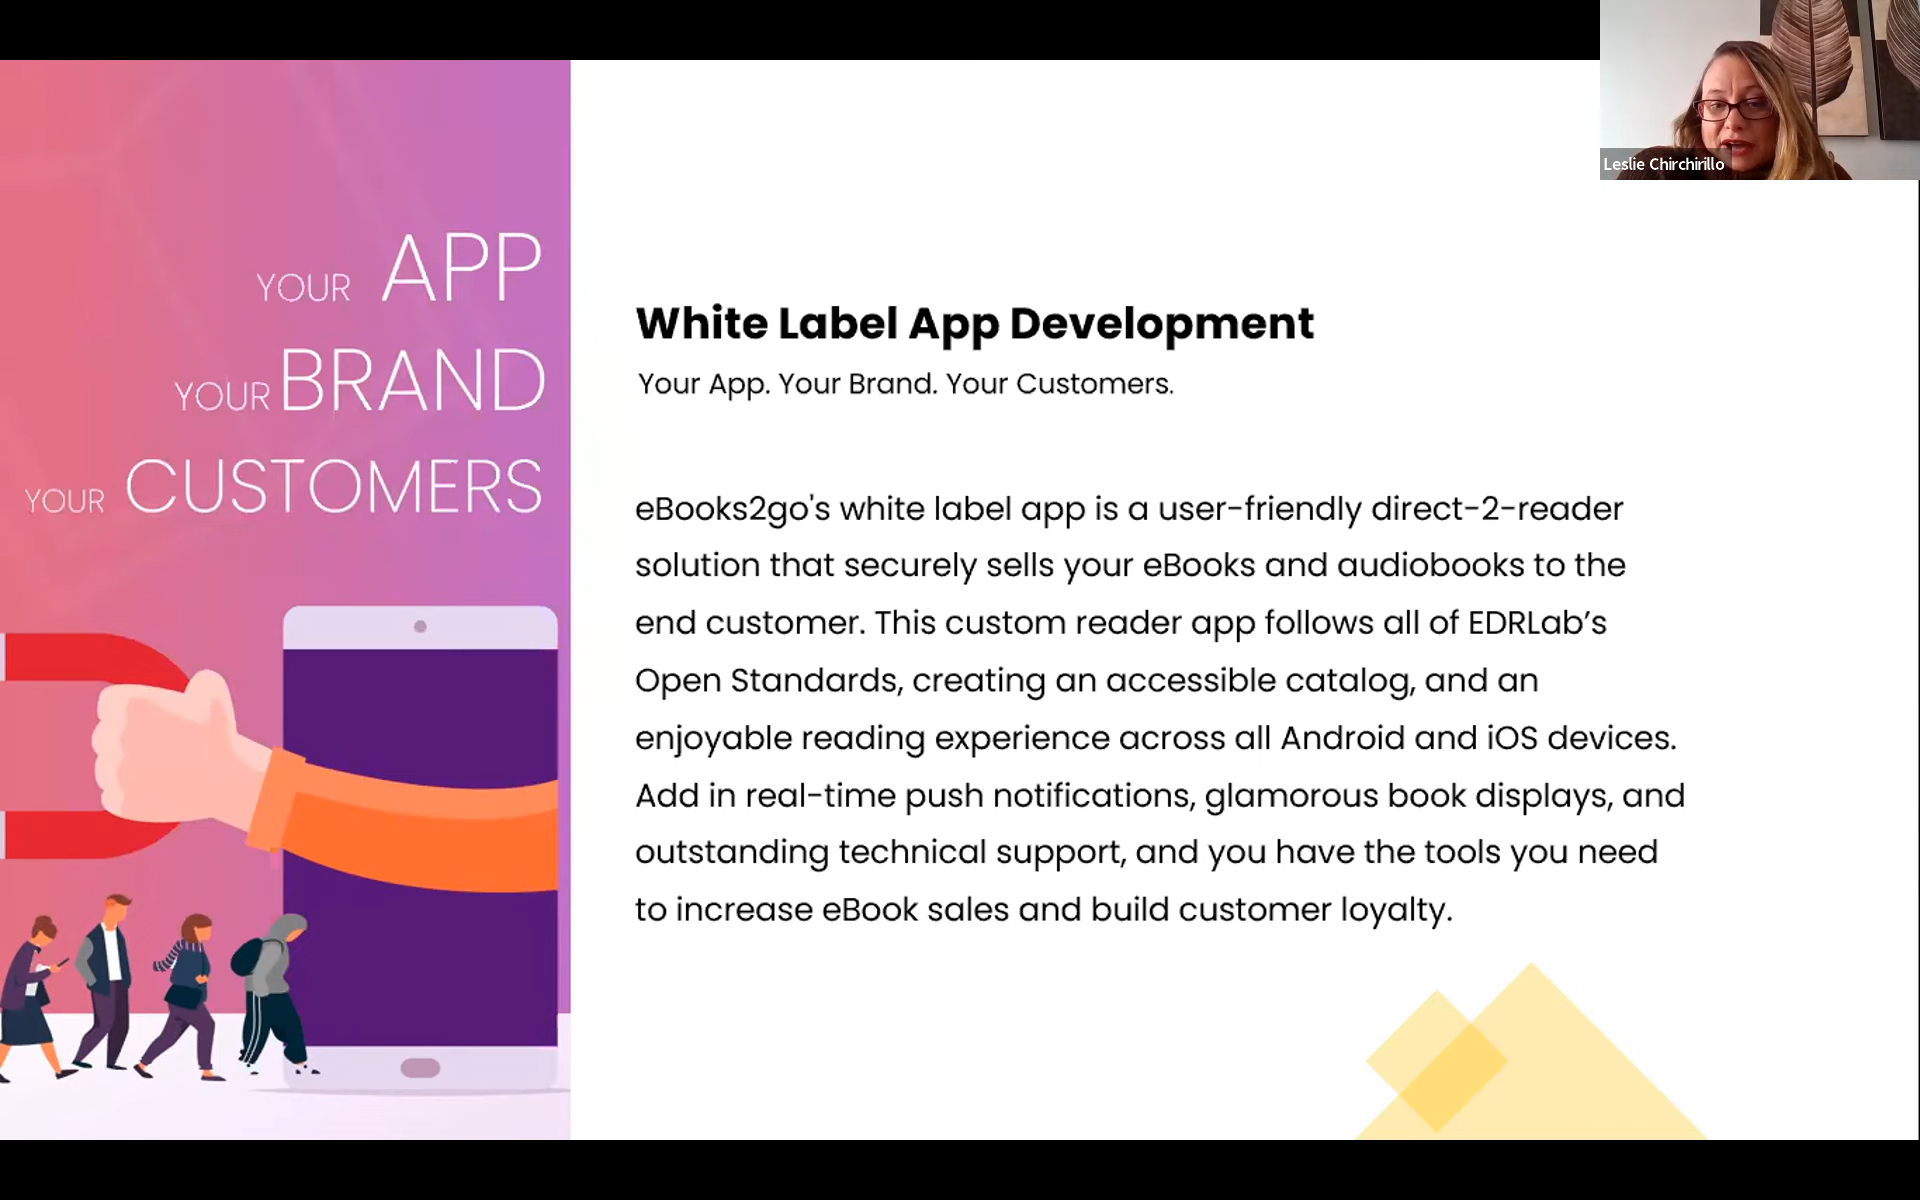 Leslie Chirchirillo
YOUR APP
YOUR BRAND
YOUR CUSTOMERS
White Label App Development
Your App. Your Brand. Your Customers.
eBooks2go's white label app is a user-friendly direct-2-reader
solution that securely sells your eBooks and audiobooks to the
end customer. This custom reader app follows all of EDRLab’s
Open Standards, creating an accessible catalog, and an
enjoyable reading experience across all Android and iOS devices.
Add in real-time push notifications, glamorous book displays, and
outstanding technical support, and you have the tools you need
to increase eBook sales and build customer loyalty.